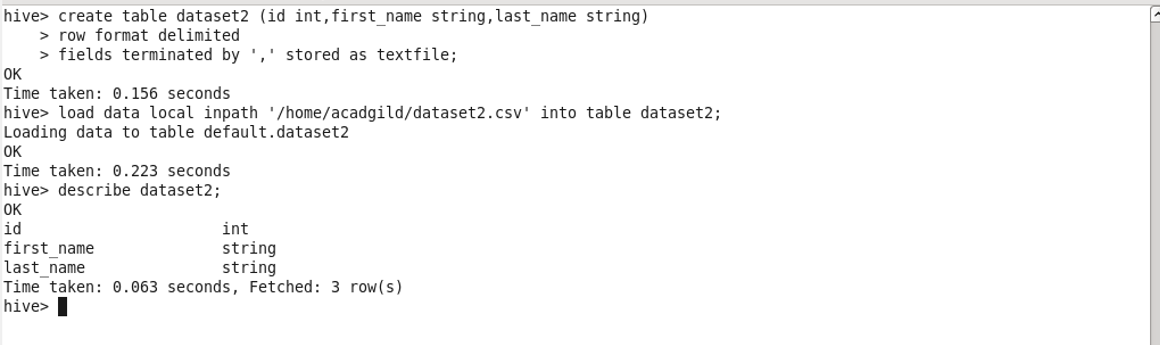 hive> create table dataset2 (id int,first_name string,last_name string)
    > row format delimited
    > fields terminated by ',' stored as textfile;
OK
Time taken: 0.156 seconds
hive> load data local inpath '/home/acadgild/dataset2.csv' into table dataset2;
Loading data to table default.dataset2
OK
Time taken: 0.223 seconds
hive> describe dataset2;
OK
id                      int
first_name              string
last_name               string
Time taken: 0.063 seconds, Fetched: 3 row(s)
hive>